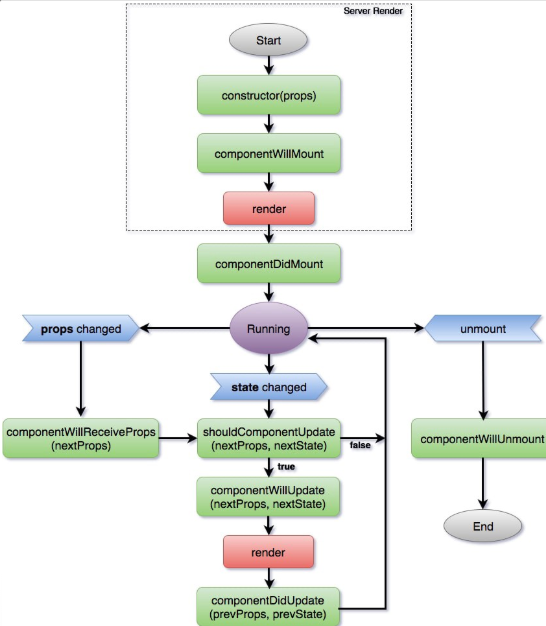 Server Render
Start
constructor(props)
componentWillMount
render
componentDidMount
props changed
Running
unmount
state changed
componentWillReceiveProps
(nextProps)
shouldComponentUpdate
(nextProps, nextState)
false
componentWillUnmount
true
componentWillUpdate
(nextProps, nextState)
End
render
componentDidUpdate
(prevProps, prevState)